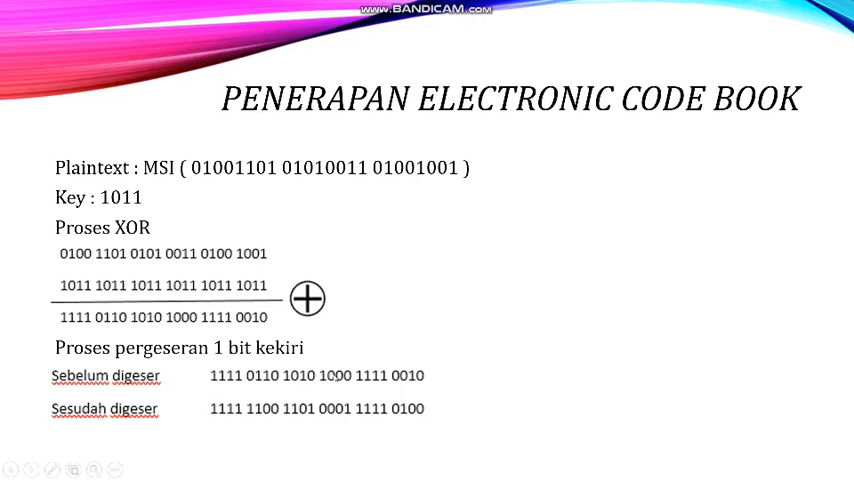 www.BANDICAM.com
PENERAPAN ELECTRONIC CODE BOOK
Plaintext : MSI ( 01001101 01010011 01001001 )
Key : 1011
Proses XOR
0100 1101 0101 0011 0100 1001
1011 1011 1011 1011 1011 1011
1111 0110 1010 1000 1111 0010
Proses pergeseran 1 bit kekiri
Sebelum digeser 1111 0110 1010 1000 1111 0010
Sesudah digeser 1111 1100 1101 0001 1111 0100